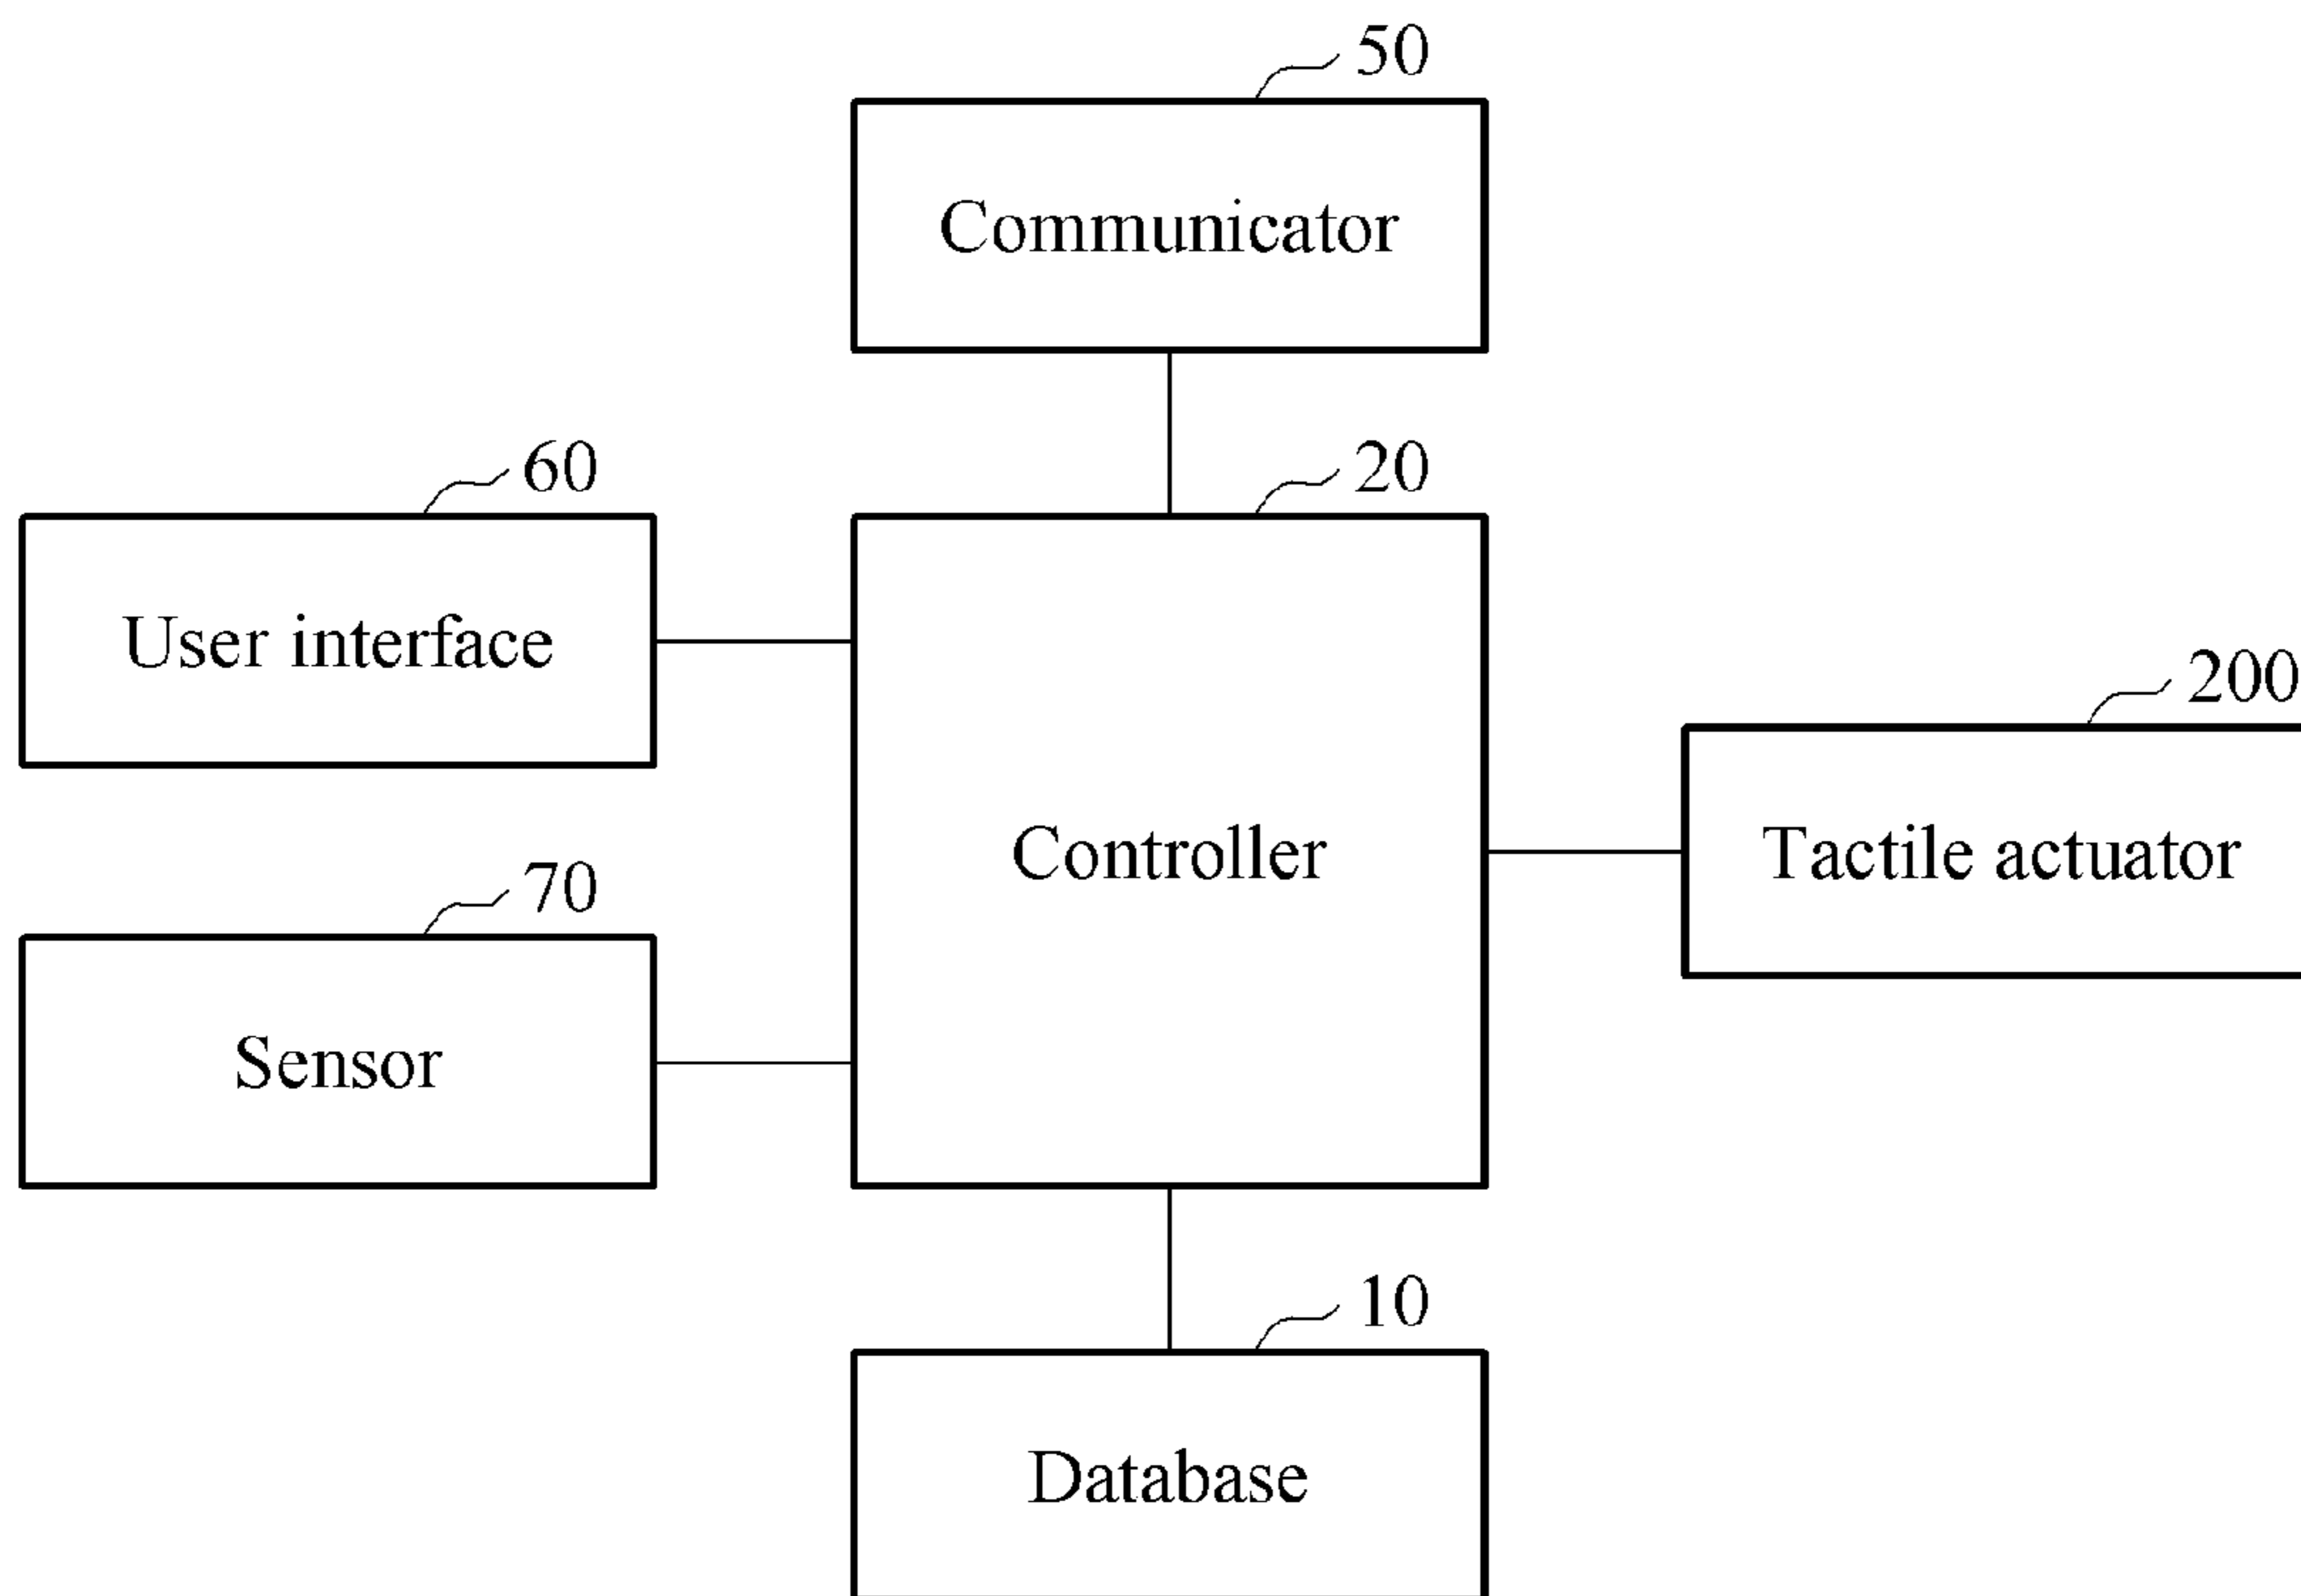 50
Communicator
60
20
User interface
200
Controller
Tactile actuator
70
Sensor
10
Database